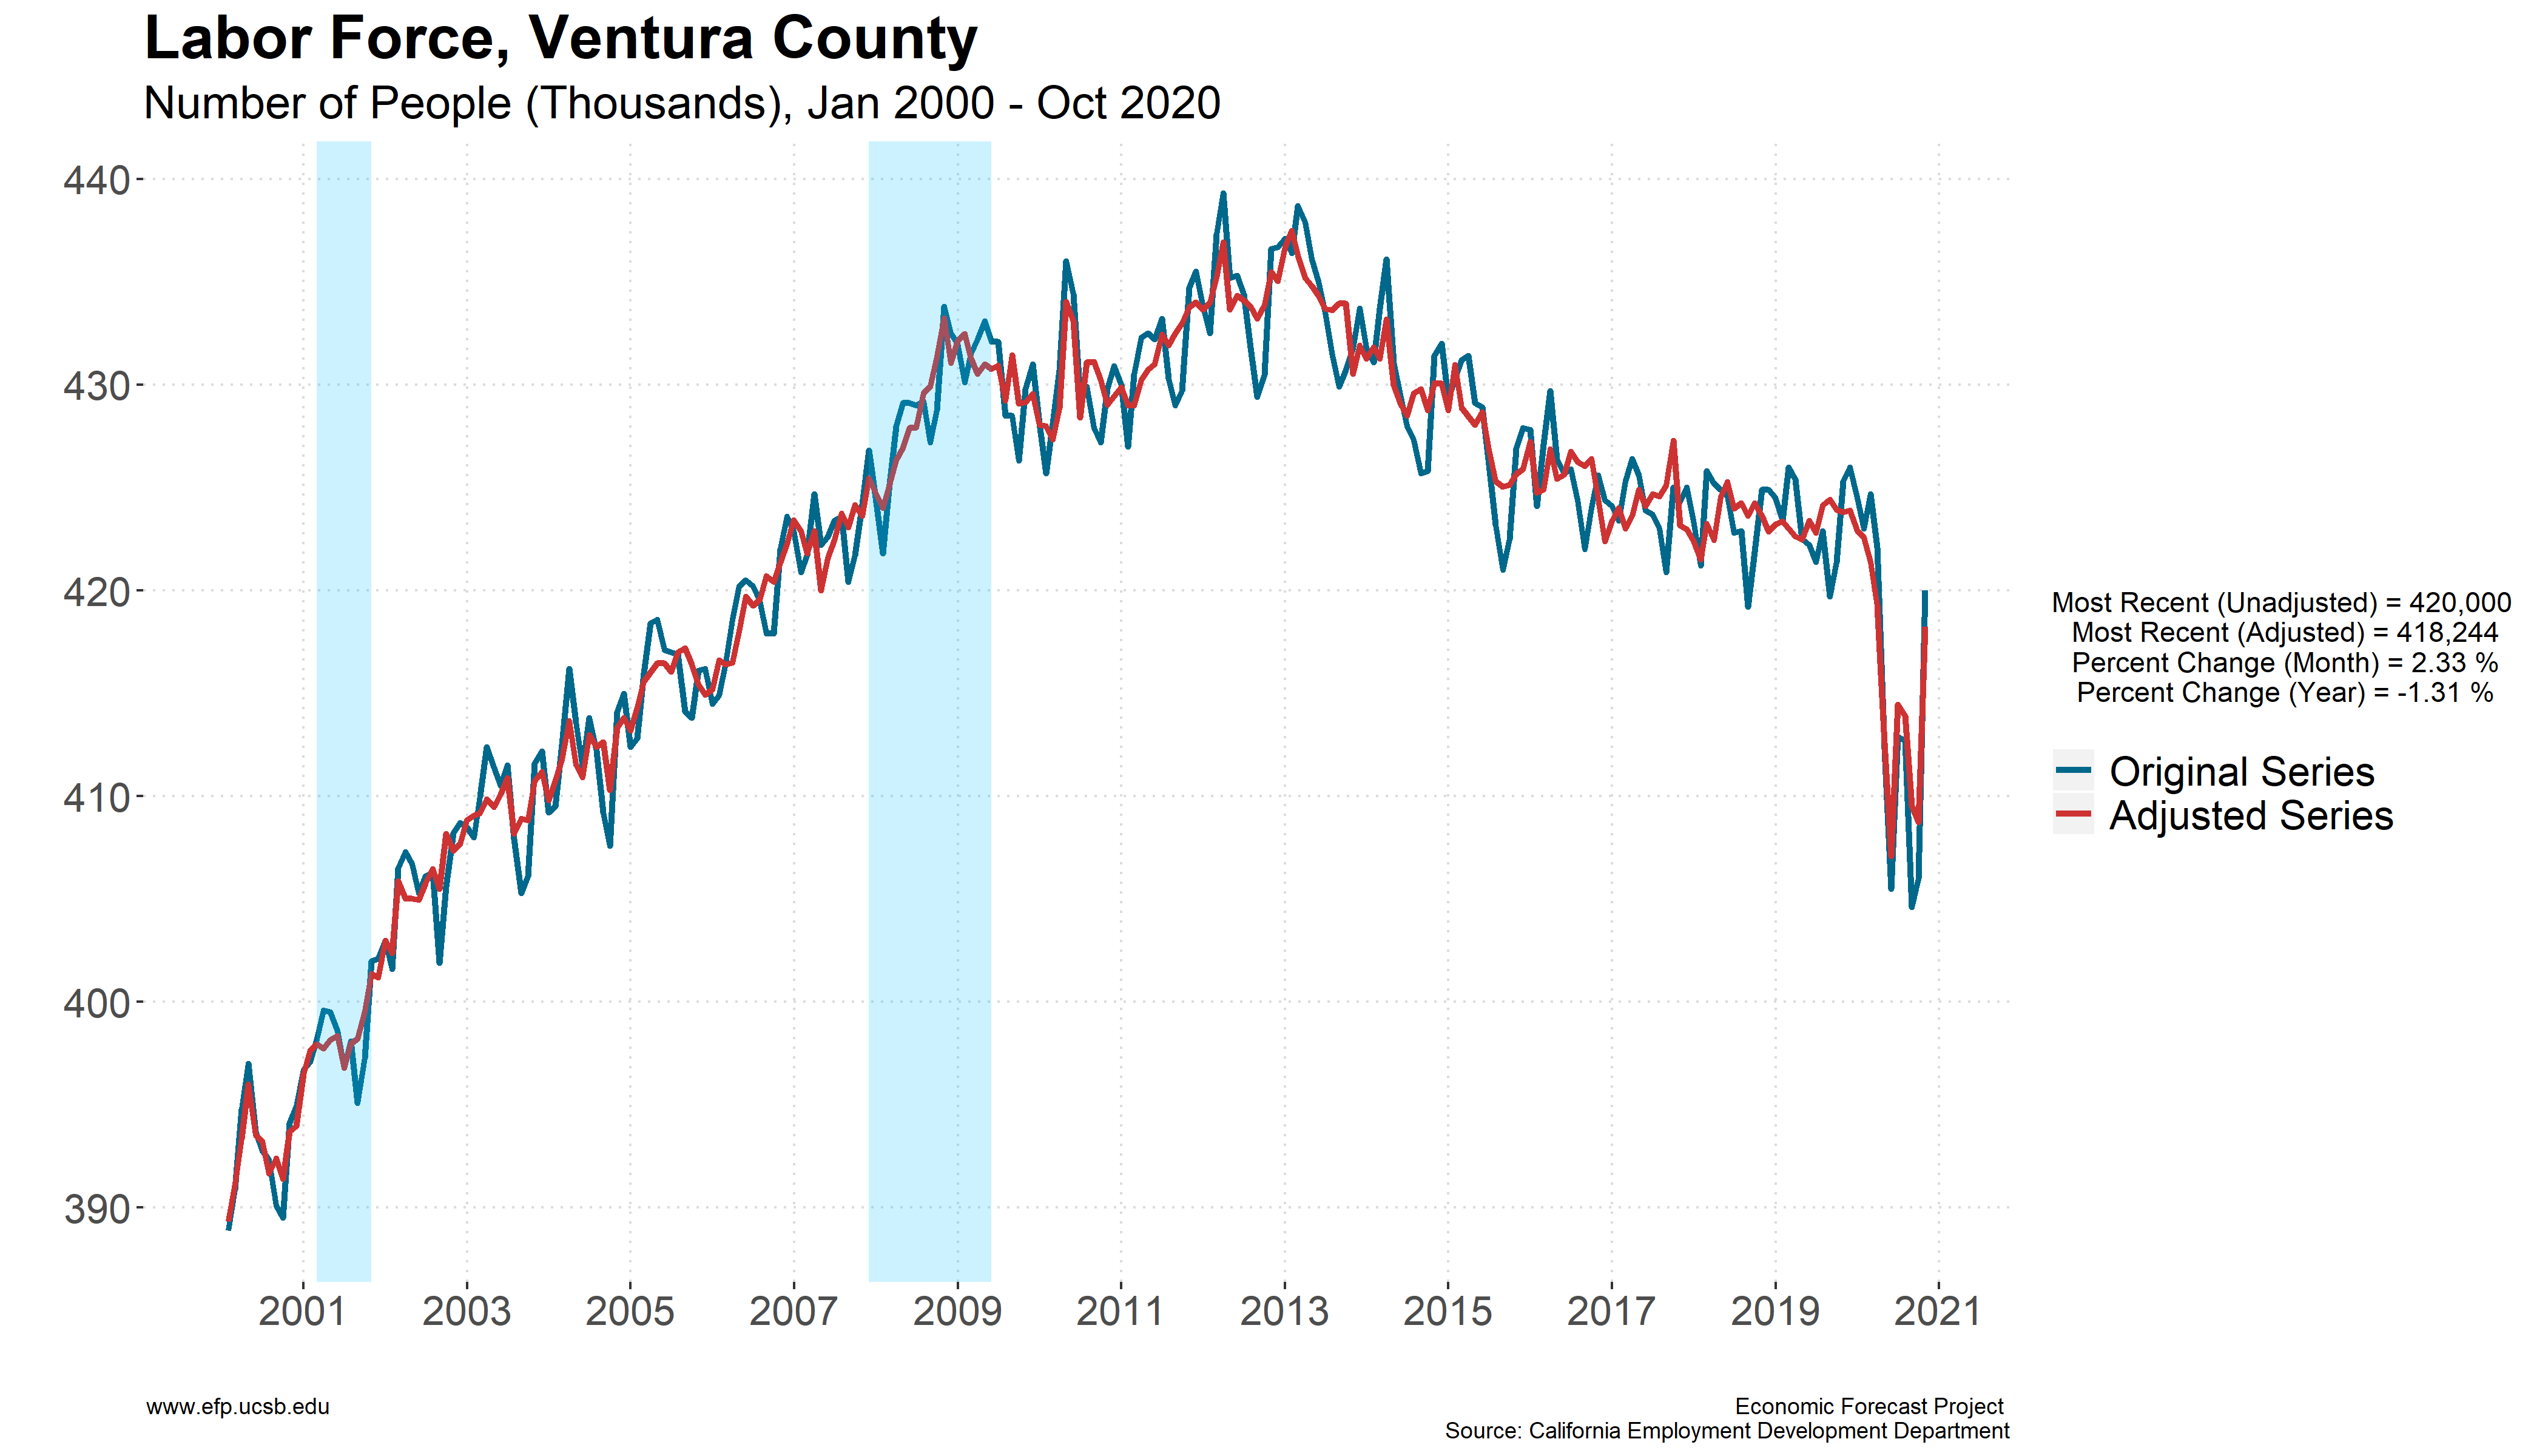 Labor Force, Ventura County
Number of People (Thousands), Jan 2000 - Oct 2020
440
430
420
410
400
390
2001
2003
2005
2007
2009
2011
2013
2015
2017
2019
2021
Most Recent (Unadjusted) = 420,000
Most Recent (Adjusted) = 418,244
Percent Change (Month) = 2.33 %
Percent Change (Year) = -1.31 %
Original Series
Adjusted Series
www.efp.ucsb.edu
Economic Forecast Project
Source: California Employment Development Department